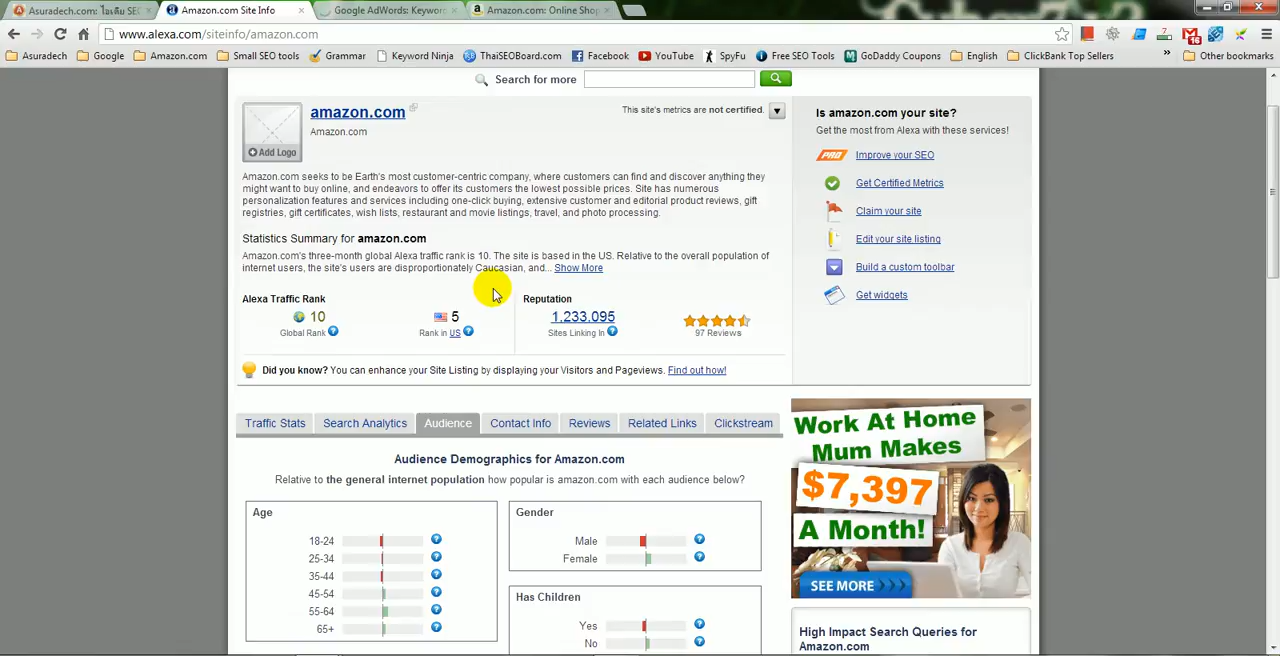 Asuradech.com: ไอเดีย SE
Amazon.com Site Info
Google AdWords: Keyword
Amazon.com: Online Shop
www.alexa.com/siteinfo/amazon.com
Asuradech
Google
Amazon.com
Small SEO tools
Grammar
Keyword Ninja
ThaiSEOBoard.com
Facebook
YouTube
SpyFu
Free SEO Tools
GoDaddy Coupons
English
ClickBank Top Sellers
»
Other bookmarks
Search for more
amazon.com
Amazon.com
Add Logo
This site's metrics are not certified.
Amazon.com seeks to be Earth's most customer-centric company, where customers can find and discover anything they
might want to buy online, and endeavors to offer its customers the lowest possible prices. Site has numerous
personalization features and services including one-click buying, extensive customer and editorial product reviews, gift
registries, gift certificates, wish lists, restaurant and movie listings, travel, and photo processing.
Statistics Summary for amazon.com
Amazon.com's three-month global Alexa traffic rank is 10. The site is based in the US. Relative to the overall population of
internet users, the site's users are disproportionately Caucasian, and... Show More
Alexa Traffic Rank
10
Global Rank ?
5
Rank in US ?
Reputation
1,233,095
Sites Linking In ?
97 Reviews
Did you know? You can enhance your Site Listing by displaying your Visitors and Pageviews. Find out how!
Is amazon.com your site?
Get the most from Alexa with these services!
PRO Improve your SEO
Get Certified Metrics
Claim your site
Edit your site listing
Build a custom toolbar
Get widgets
Traffic Stats
Search Analytics
Audience
Contact Info
Reviews
Related Links
Clickstream
Audience Demographics for Amazon.com
Relative to the general internet population how popular is amazon.com with each audience below?
Age
18-24 ?
25-34 ?
35-44 ?
45-54 ?
55-64 ?
65+ ?
Gender
Male ?
Female ?
Has Children
Yes ?
No ?
Work At Home
Mum Makes
$7,397
A Month!
SEE MORE
High Impact Search Queries for
Amazon.com